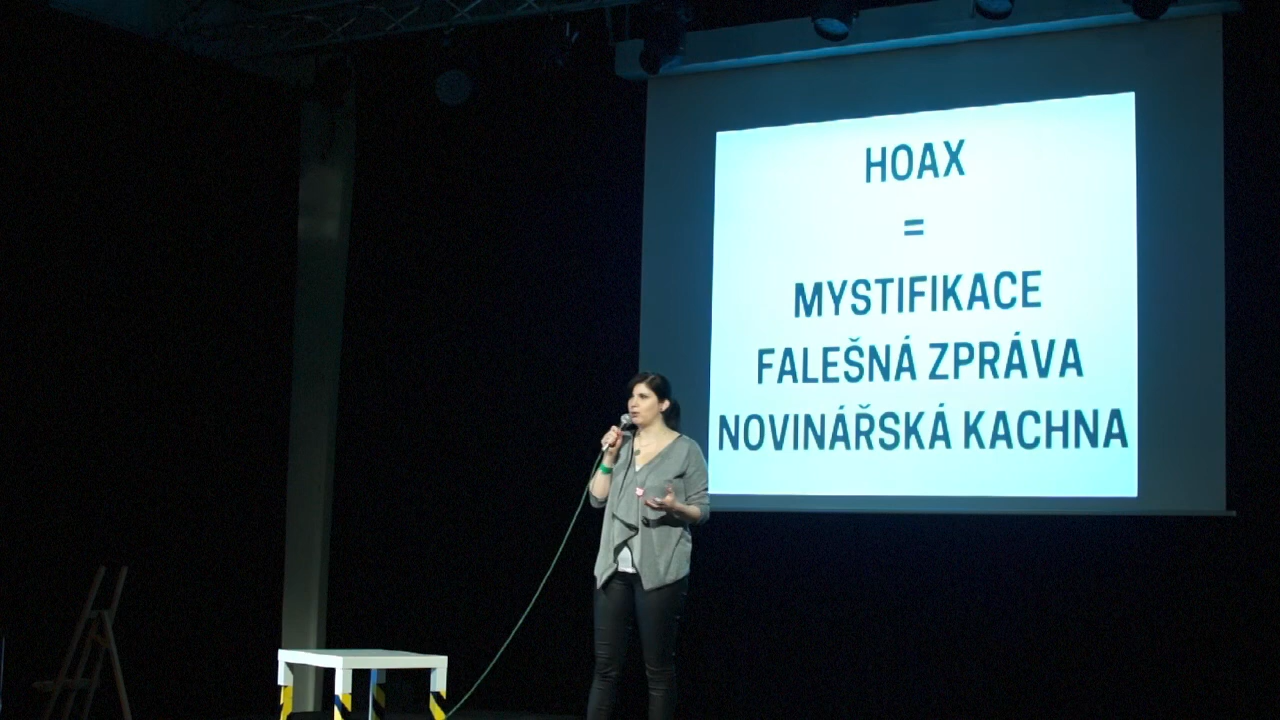 HOAX
=
MYSTIFIKACE
FALEŠNÁ ZPRÁVA
NOVINÁŘSKÁ KACHNA